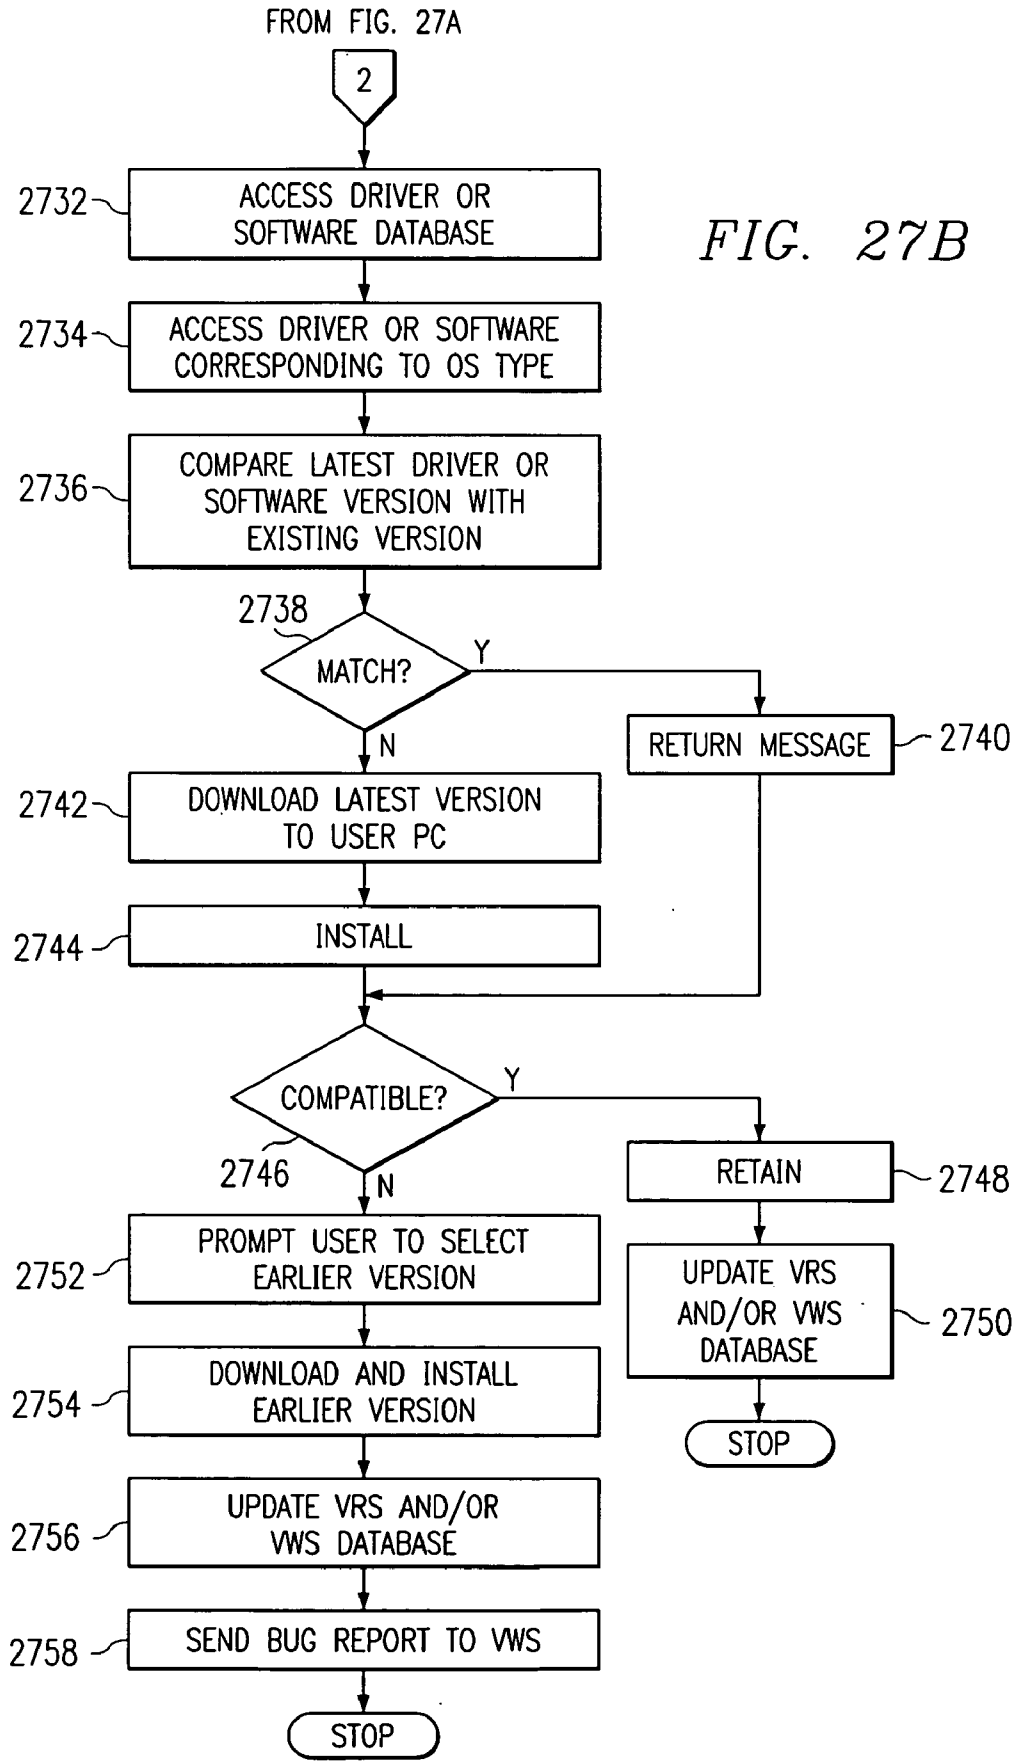 FROM FIG. 27A
2
2732
ACCESS DRIVER OR
SOFTWARE DATABASE
FIG. 27B
2734
ACCESS DRIVER OR SOFTWARE
CORRESPONDING TO OS TYPE
2736
COMPARE LATEST DRIVER OR
SOFTWARE VERSION WITH
EXISTING VERSION
2738
MATCH?
Y
N
RETURN MESSAGE
2740
2742
DOWNLOAD LATEST VERSION
TO USER PC
2744
INSTALL
COMPATIBLE?
Y
2746
N
RETAIN
2748
2752
PROMPT USER TO SELECT
EARLIER VERSION
UPDATE VRS
AND/OR VWS
DATABASE
2750
2754
DOWNLOAD AND INSTALL
EARLIER VERSION
STOP
2756
UPDATE VRS AND/OR
VWS DATABASE
2758
SEND BUG REPORT TO VWS
STOP